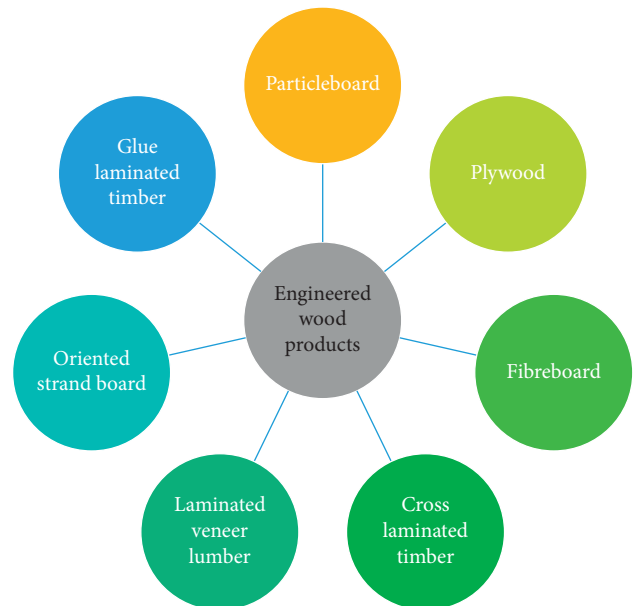 Particleboard
Plywood
Fibreboard
Cross
laminated
timber
Laminated
veneer
lumber
Oriented
strand board
Glue
laminated
timber
Engineered
wood
products